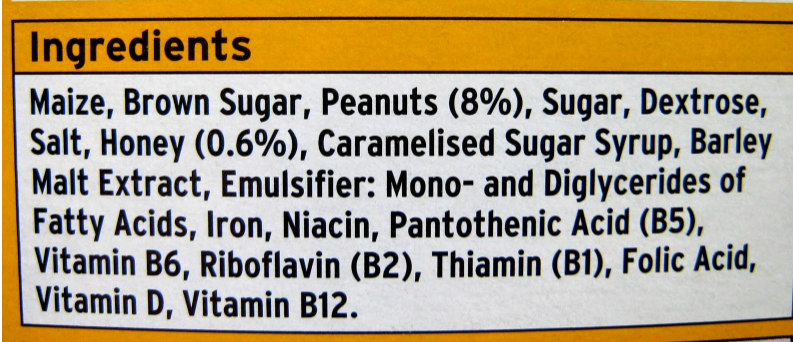 Ingredients
Maize, Brown Sugar, Peanuts (8%), Sugar, Dextrose,
Salt, Honey (0.6%), Caramelised Sugar Syrup, Barley
Malt Extract, Emulsifier: Mono- and Diglycerides of
Fatty Acids, Iron, Niacin, Pantothenic Acid (B5),
Vitamin B6, Riboflavin (B2), Thiamin (B1), Folic Acid,
Vitamin D, Vitamin B12.